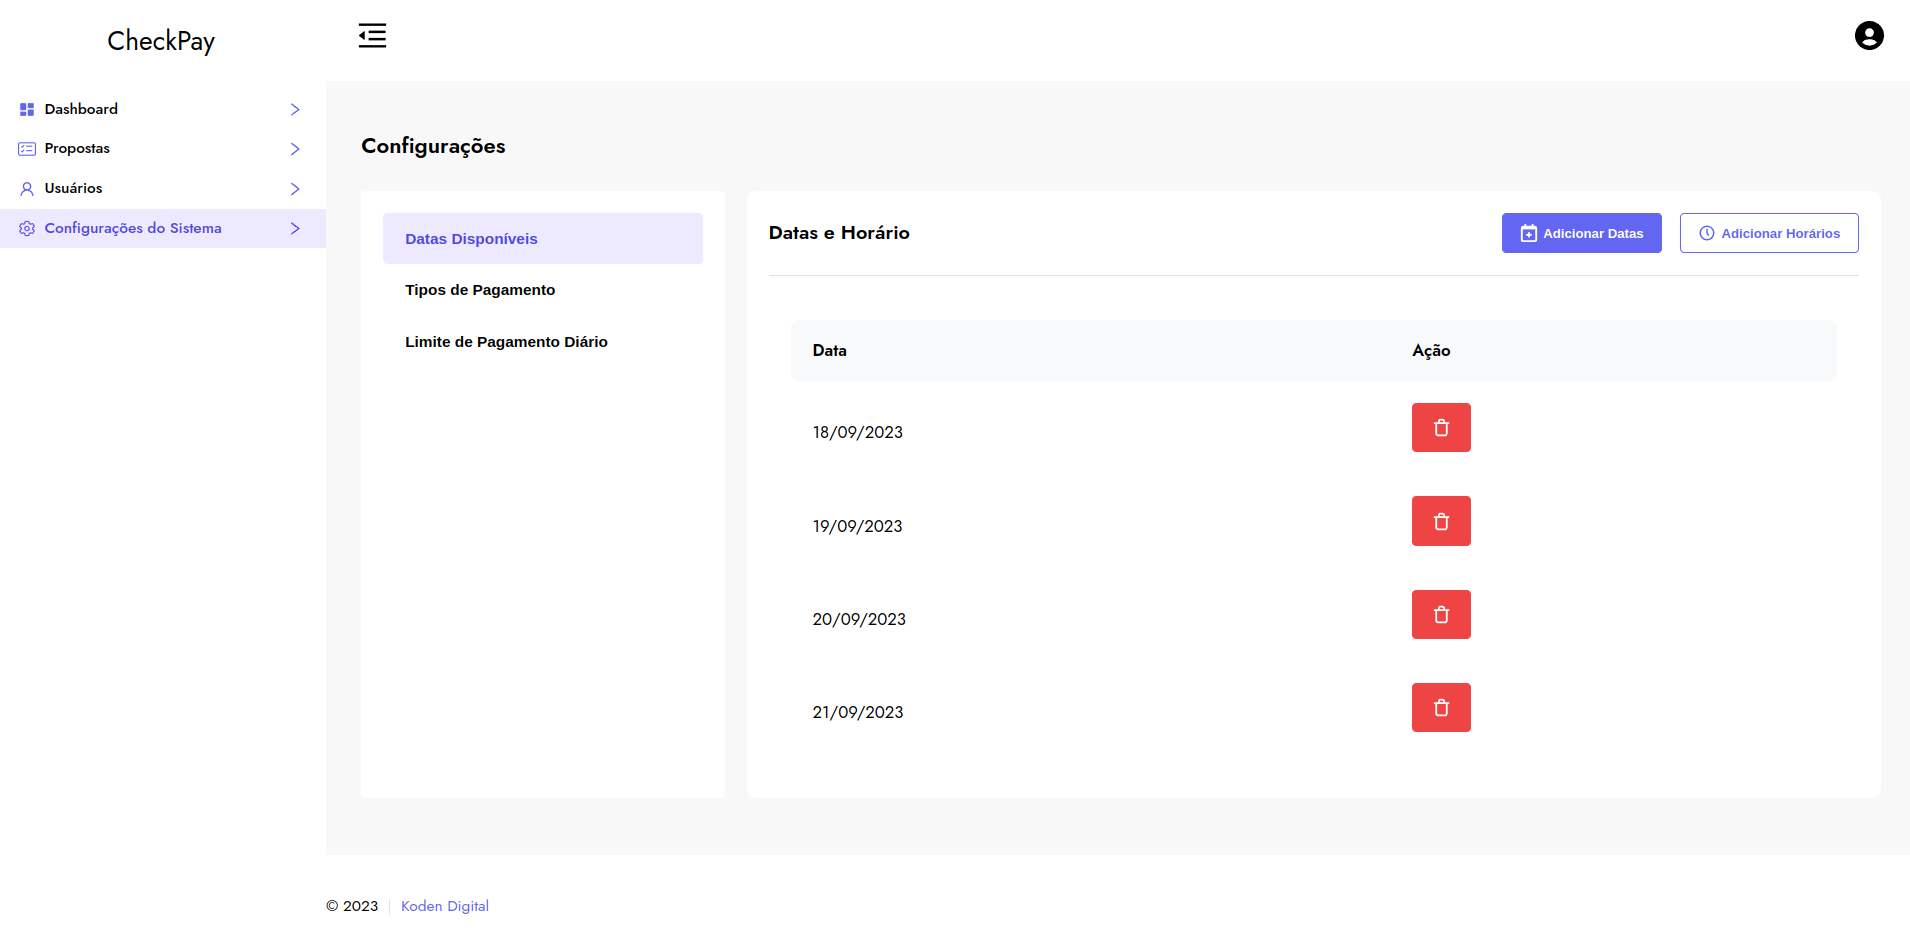 CheckPay
Dashboard
Propostas
Usuários
Configurações do Sistema
Configurações
Datas Disponíveis
Tipos de Pagamento
Limite de Pagamento Diário
Datas e Horário
Adicionar Datas
Adicionar Horários
Data Ação
18/09/2023
19/09/2023
20/09/2023
21/09/2023
© 2023 Koden Digital